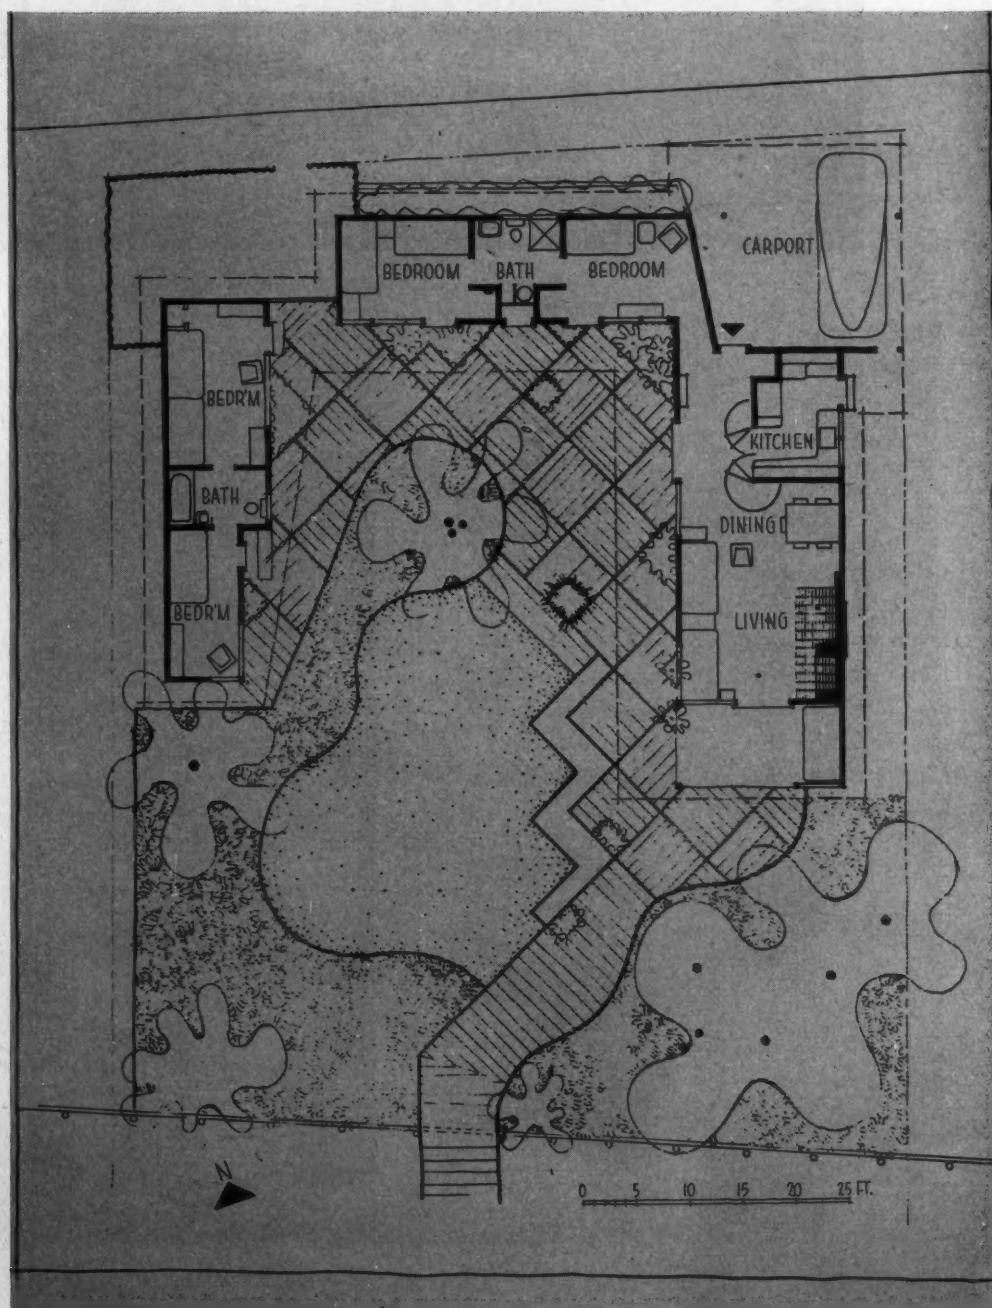 CARPORT
BEDROOM
BATH
BEDROOM
BEDR'M
KITCHEN
BATH
DINING
BEDR'M
LIVING
N
0 5 10 15 20 25 FT.